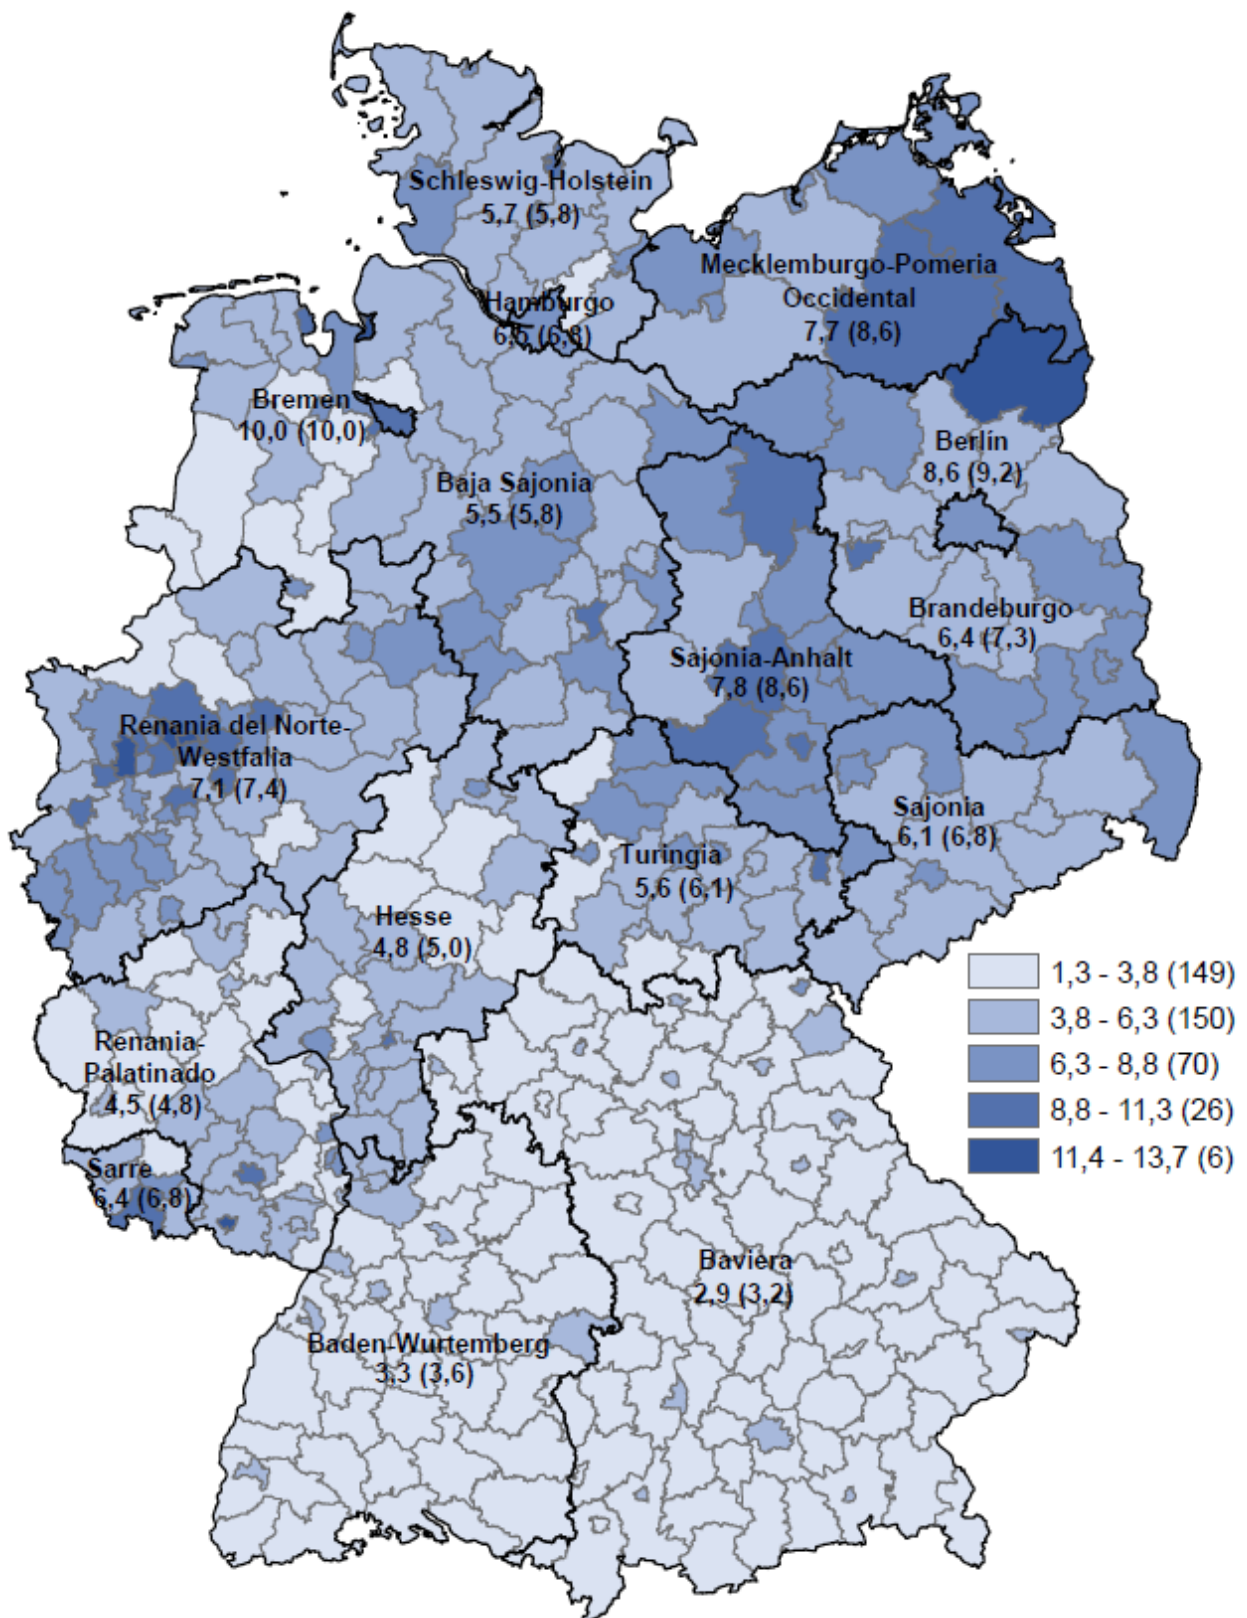 Schleswig-Holstein
5,7 (5,8)
Mecklemburgo-Pomeria
Occidental
7,7 (8,6)
Hamburgo
6,5 (6,8)
Bremen
10,0 (10,0)
Berlín
8,6 (9,2)
Baja Sajonia
5,5 (5,8)
Brandeburgo
6,4 (7,3)
Sajonia-Anhalt
7,8 (8,6)
Renania del Norte-
Westfalia
7,1 (7,4)
Sajonia
6,1 (6,8)
Turingia
5,6 (6,1)
Hesse
4,8 (5,0)
Renania-
Palatinado
4,5 (4,8)
Sarre
6,4 (6,8)
Baviera
2,9 (3,2)
Baden-Wurtemberg
3,3 (3,6)
1,3 - 3,8 (149)
3,8 - 6,3 (150)
6,3 - 8,8 (70)
8,8 - 11,3 (26)
11,4 - 13,7 (6)